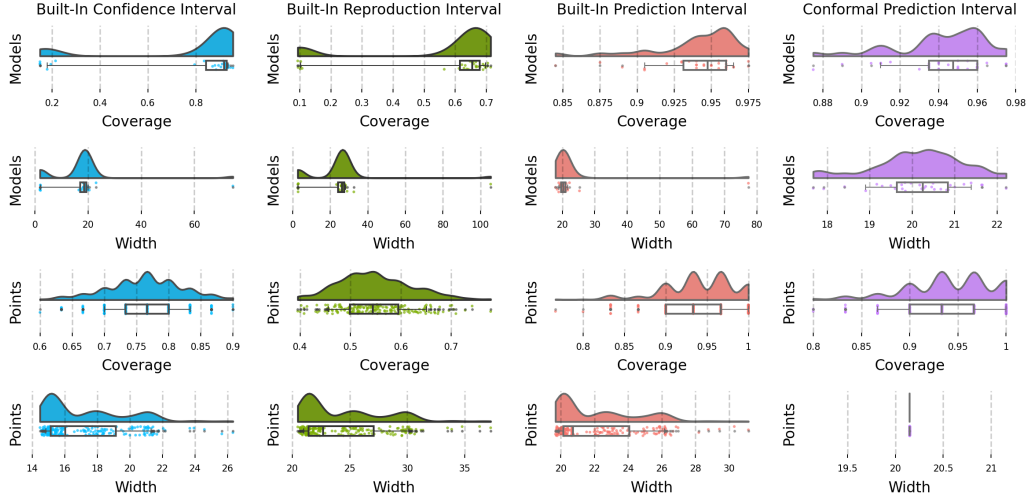 Built-In Confidence Interval
Built-In Reproduction Interval
Built-In Prediction Interval
Conformal Prediction Interval
Models
0.2 0.4 0.6 0.8
Coverage
Models
0.1 0.2 0.3 0.4 0.5 0.6 0.7
Coverage
Models
0.85 0.875 0.9 0.925 0.95 0.975
Coverage
Models
0.88 0.9 0.92 0.94 0.96 0.98
Coverage
Models
0 20 40 60
Width
Models
0 20 40 60 80 100
Width
Models
20 30 40 50 60 70 80
Width
Models
18 19 20 21 22
Width
Points
0.6 0.65 0.7 0.75 0.8 0.85 0.9
Coverage
Points
0.4 0.5 0.6 0.7
Coverage
Points
0.8 0.85 0.9 0.95 1
Coverage
Points
0.8 0.85 0.9 0.95 1
Coverage
Points
14 16 18 20 22 24 26
Width
Points
20 25 30 35
Width
Points
20 22 24 26 28 30
Width
Points
19.5 20 20.5 21
Width